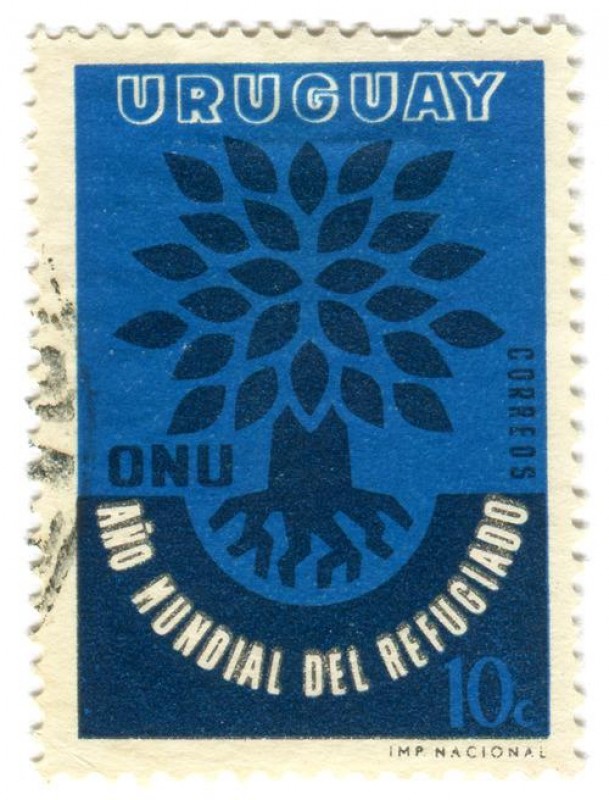 URUGUAY
CORREOS
ONU
AÑO MUNDIAL DEL REFUGIADO
10c
IMP. NACIONAL